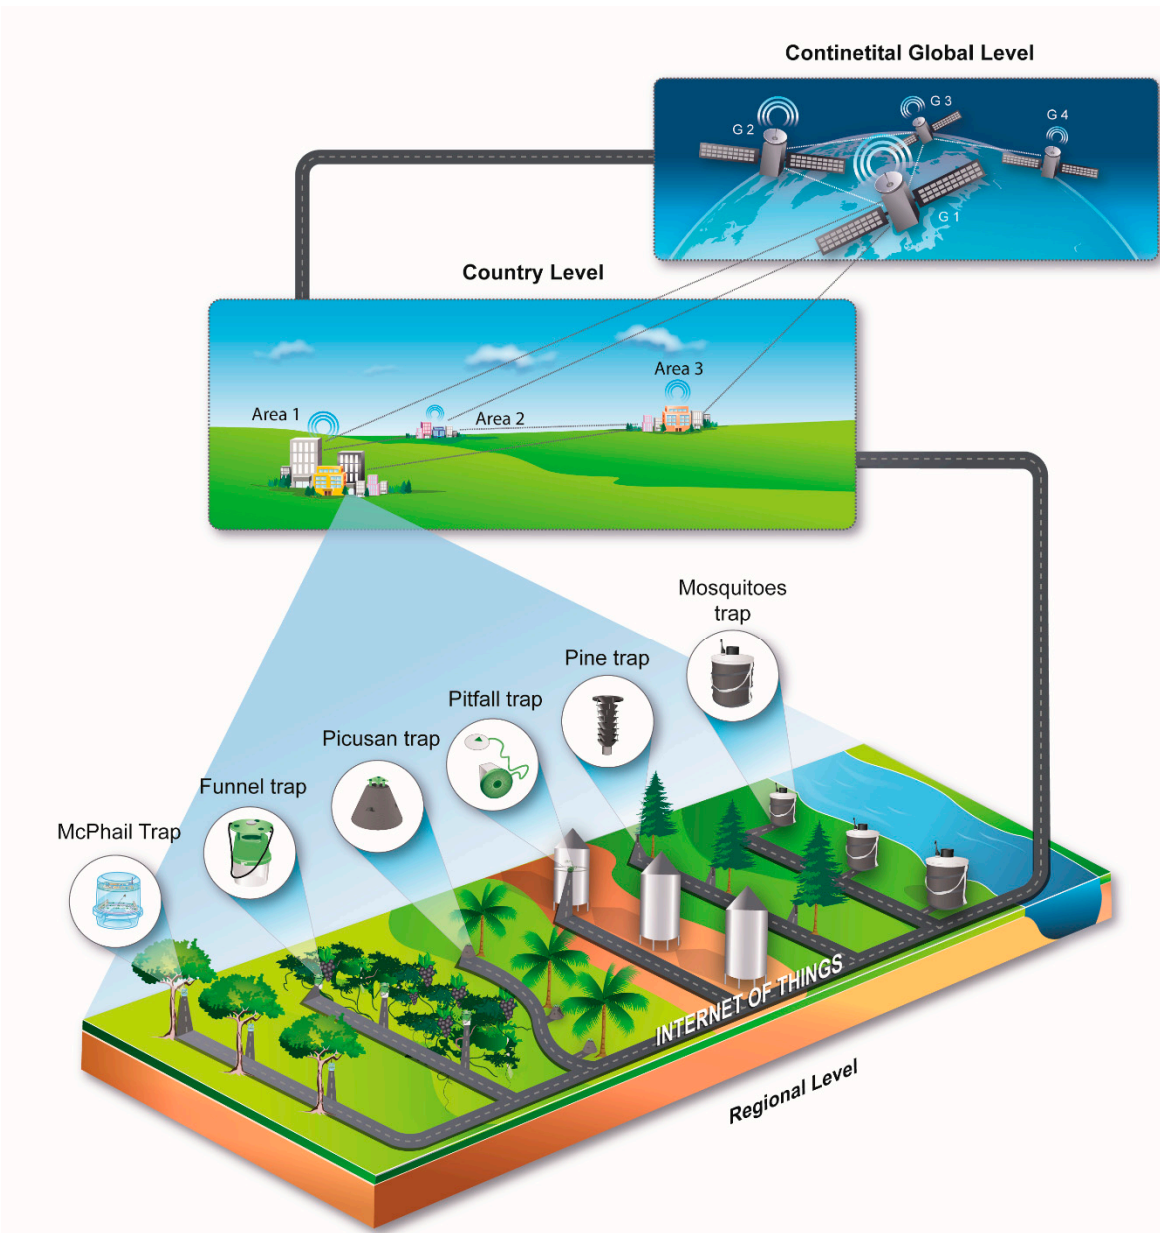 Continetital Global Level
G 3
G 4
G 2
G 1
Country Level
Area 3
Area 1
Area 2
Mosquitoes
trap
Pine trap
Pitfall trap
Picusan trap
Funnel trap
McPhail Trap
INTERNET OF THINGS
Regional Level